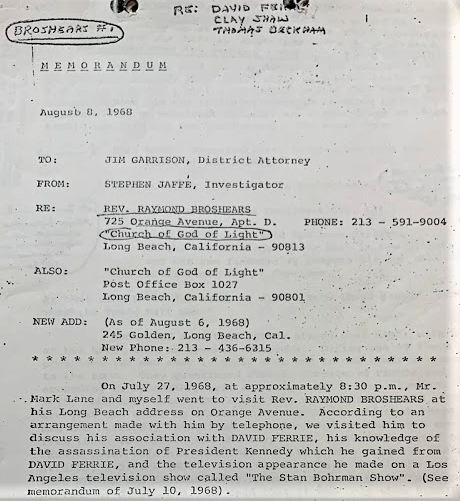 BROSHEARS #1
RE: DAVID
CLAY SHAW
THOMAS BECKHAM
MEMORANDUM
August 8, 1968
TO: JIM GARRISON, District Attorney
FROM: STEPHEN JAFFE, Investigator
RE: REV. RAYMOND BROSHEARS
725 Orange Avenue, Apt. D. PHONE: 213 - 591-9004
"Church of God of Light"
Long Beach, California - 90813
ALSO: "Church of God of Light"
Post Office Box 1027
Long Beach, California - 90801
NEW ADD: (As of August 6, 1968)
245 Golden, Long Beach, Cal.
New Phone: 213 - 436-6315
* * * * * * * * * * * * * * * * * * * * * * * * * * * * * * * *
On July 27, 1968, at approximately 8:30 p.m., Mr.
Mark Lane and myself went to visit Rev. RAYMOND BROSHEARS at
his Long Beach address on Orange Avenue. According to an
arrangement made with him by telephone, we visited him to
discuss his association with DAVID FERRIE, his knowledge of
the assassination of President Kennedy which he gained from
DAVID FERRIE, and the television appearance he made on a Los
Angeles television show called "The Stan Bohrman Show". (See
memorandum of July 10, 1968).